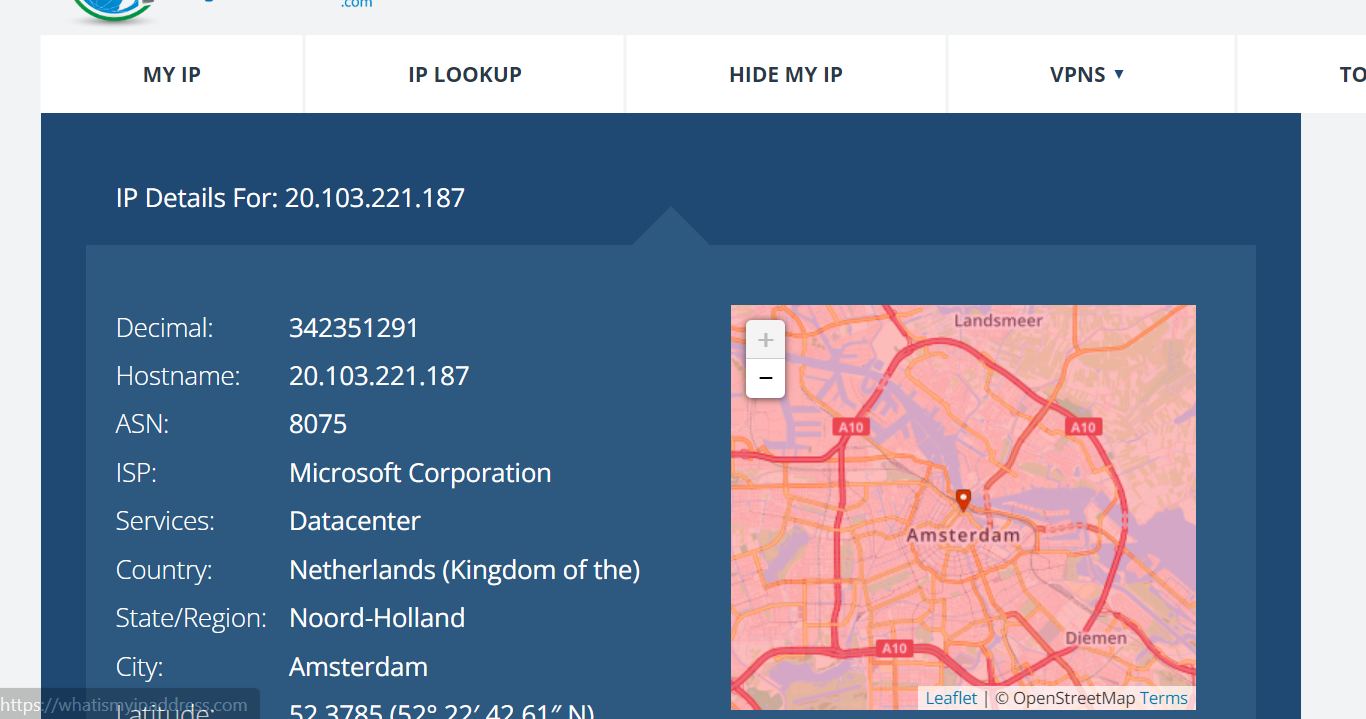 .com
MY IP
IP LOOKUP
HIDE MY IP
VPNS ▼
TO
IP Details For: 20.103.221.187
Decimal: 342351291
Hostname: 20.103.221.187
ASN: 8075
ISP: Microsoft Corporation
Services: Datacenter
Country: Netherlands (Kingdom of the)
State/Region: Noord-Holland
City: Amsterdam
Latitude: 52.3785 (52° 22′ 42.61″ N)
+
−
Landsmeer
A10
A10
Amsterdam
Diemen
A10
Leaflet | © OpenStreetMap Terms
https://whatismyipaddress.com